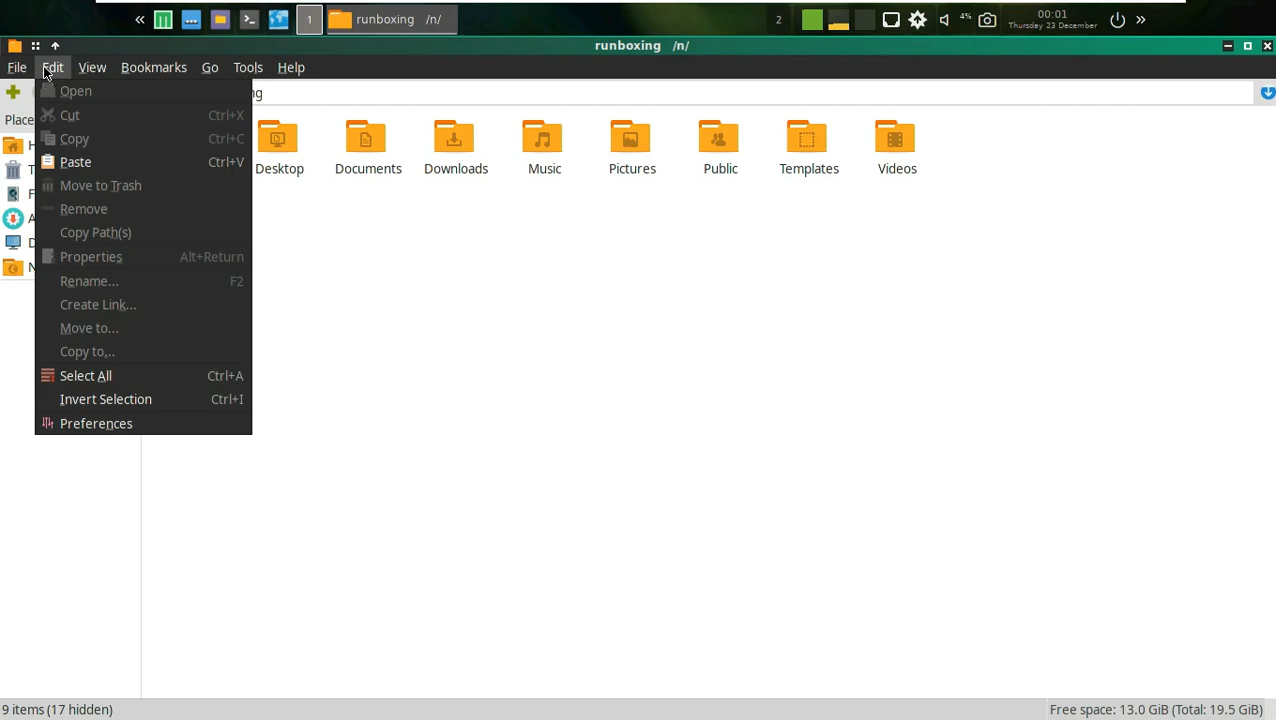 «
1
runboxing /n/
2
4%
00:01
Thursday 23 December
»
runboxing /n/
File Edit View Bookmarks Go Tools Help
Open
Cut Ctrl+X
Copy Ctrl+C
Paste Ctrl+V
Move to Trash
Remove
Copy Path(s)
Properties Alt+Return
Rename... F2
Create Link...
Move to...
Copy to...
Select All Ctrl+A
Invert Selection Ctrl+I
Preferences
ng
Place
H
T
F
A
D
N
Desktop Documents Downloads Music Pictures Public Templates Videos
9 items (17 hidden)
Free space: 13.0 GiB (Total: 19.5 GiB)